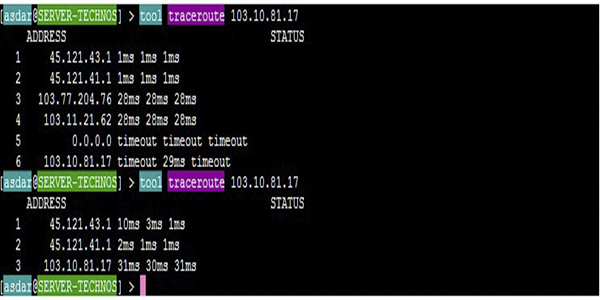 [asdar@SERVER-TECHNOS] > tool traceroute 103.10.81.17
ADDRESS STATUS
1 45.121.43.1 1ms 1ms 1ms
2 45.121.41.1 1ms 1ms 1ms
3 103.77.204.76 28ms 28ms 28ms
4 103.11.21.62 28ms 28ms 28ms
5 0.0.0.0 timeout timeout timeout
6 103.10.81.17 timeout 29ms timeout
[asdar@SERVER-TECHNOS] > tool traceroute 103.10.81.17
ADDRESS STATUS
1 45.121.43.1 10ms 3ms 1ms
2 45.121.41.1 2ms 1ms 1ms
3 103.10.81.17 31ms 30ms 31ms
[asdar@SERVER-TECHNOS] >